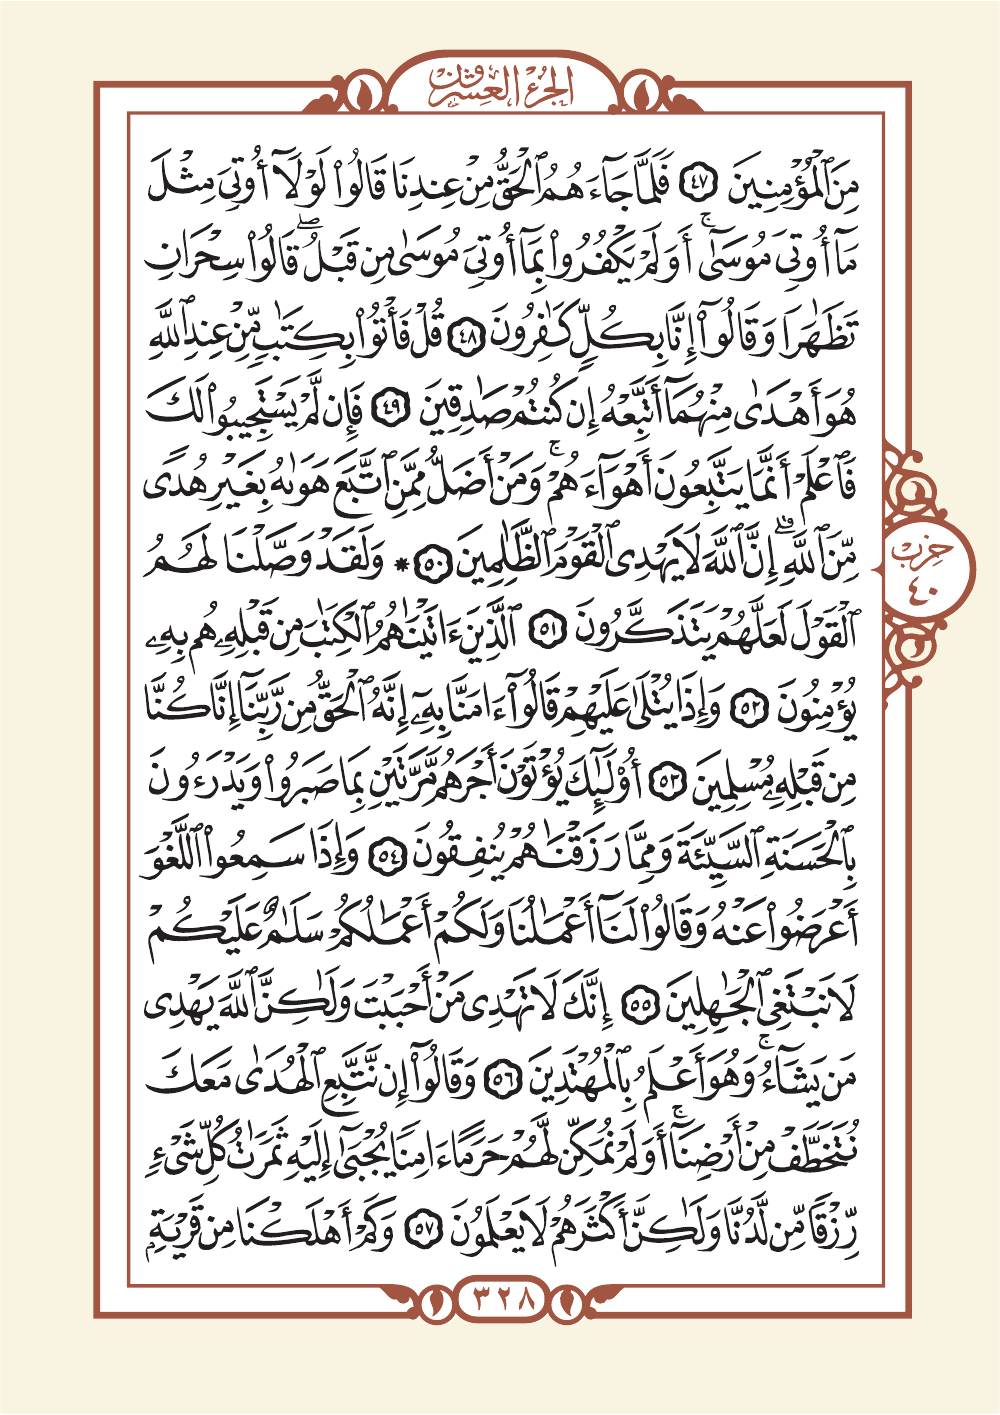 الجزء العشرون
مِنَ ٱلْمُؤْمِنِينَ ٤٧ فَلَمَّا جَآءَهُمُ ٱلْحَقُّ مِنْ عِندِنَا قَالُوا۟ لَوْلَآ أُوتِىَ مِثْلَ
مَآ أُوتِىَ مُوسَىٰٓ ۚ أَوَلَمْ يَكْفُرُوا۟ بِمَآ أُوتِىَ مُوسَىٰ مِن قَبْلُ ۖ قَالُوا۟ سِحْرَانِ
تَظَٰهَرَا وَقَالُوٓا۟ إِنَّا بِكُلٍّ كَٰفِرُونَ ٤٨ قُلْ فَأْتُوا۟ بِكِتَٰبٍ مِّنْ عِندِ ٱللَّهِ
هُوَ أَهْدَىٰ مِنْهُمَآ أَتَّبِعْهُ إِن كُنتُمْ صَٰدِقِينَ ٤٩ فَإِن لَّمْ يَسْتَجِيبُوا۟ لَكَ
فَٱعْلَمْ أَنَّمَا يَتَّبِعُونَ أَهْوَآءَهُمْ ۚ وَمَنْ أَضَلُّ مِمَّنِ ٱتَّبَعَ هَوَىٰهُ بِغَيْرِ هُدًى
مِّنَ ٱللَّهِ ۚ إِنَّ ٱللَّهَ لَا يَهْدِى ٱلْقَوْمَ ٱلظَّٰلِمِينَ ٥٠ * وَلَقَدْ وَصَّلْنَا لَهُمُ
ٱلْقَوْلَ لَعَلَّهُمْ يَتَذَكَّرُونَ ٥١ ٱلَّذِينَ ءَاتَيْنَٰهُمُ ٱلْكِتَٰبَ مِن قَبْلِهِۦ هُم بِهِۦ
يُؤْمِنُونَ ٥٢ وَإِذَا يُتْلَىٰ عَلَيْهِمْ قَالُوٓا۟ ءَامَنَّا بِهِۦٓ إِنَّهُ ٱلْحَقُّ مِن رَّبِّنَآ إِنَّا كُنَّا
مِن قَبْلِهِۦ مُسْلِمِينَ ٥٣ أُو۟لَٰٓئِكَ يُؤْتَوْنَ أَجْرَهُم مَّرَّتَيْنِ بِمَا صَبَرُوا۟ وَيَدْرَءُونَ
بِٱلْحَسَنَةِ ٱلسَّيِّئَةَ وَمِمَّا رَزَقْنَٰهُمْ يُنفِقُونَ ٥٤ وَإِذَا سَمِعُوا۟ ٱللَّغْوَ
أَعْرَضُوا۟ عَنْهُ وَقَالُوا۟ لَنَآ أَعْمَٰلُنَا وَلَكُمْ أَعْمَٰلُكُمْ سَلَٰمٌ عَلَيْكُمْ
لَا نَبْتَغِى ٱلْجَٰهِلِينَ ٥٥ إِنَّكَ لَا تَهْدِى مَنْ أَحْبَبْتَ وَلَٰكِنَّ ٱللَّهَ يَهْدِى
مَن يَشَآءُ ۚ وَهُوَ أَعْلَمُ بِٱلْمُهْتَدِينَ ٥٦ وَقَالُوٓا۟ إِن نَّتَّبِعِ ٱلْهُدَىٰ مَعَكَ
نُتَخَطَّفْ مِنْ أَرْضِنَآ ۚ أَوَلَمْ نُمَكِّن لَّهُمْ حَرَمًا ءَامِنًا يُجْبَىٰٓ إِلَيْهِ ثَمَرَٰتُ كُلِّ شَىْءٍ
رِّزْقًا مِّن لَّدُنَّا وَلَٰكِنَّ أَكْثَرَهُمْ لَا يَعْلَمُونَ ٥٧ وَكَمْ أَهْلَكْنَا مِن قَرْيَةٍۭ
حزب
٤٠
٣٢٨